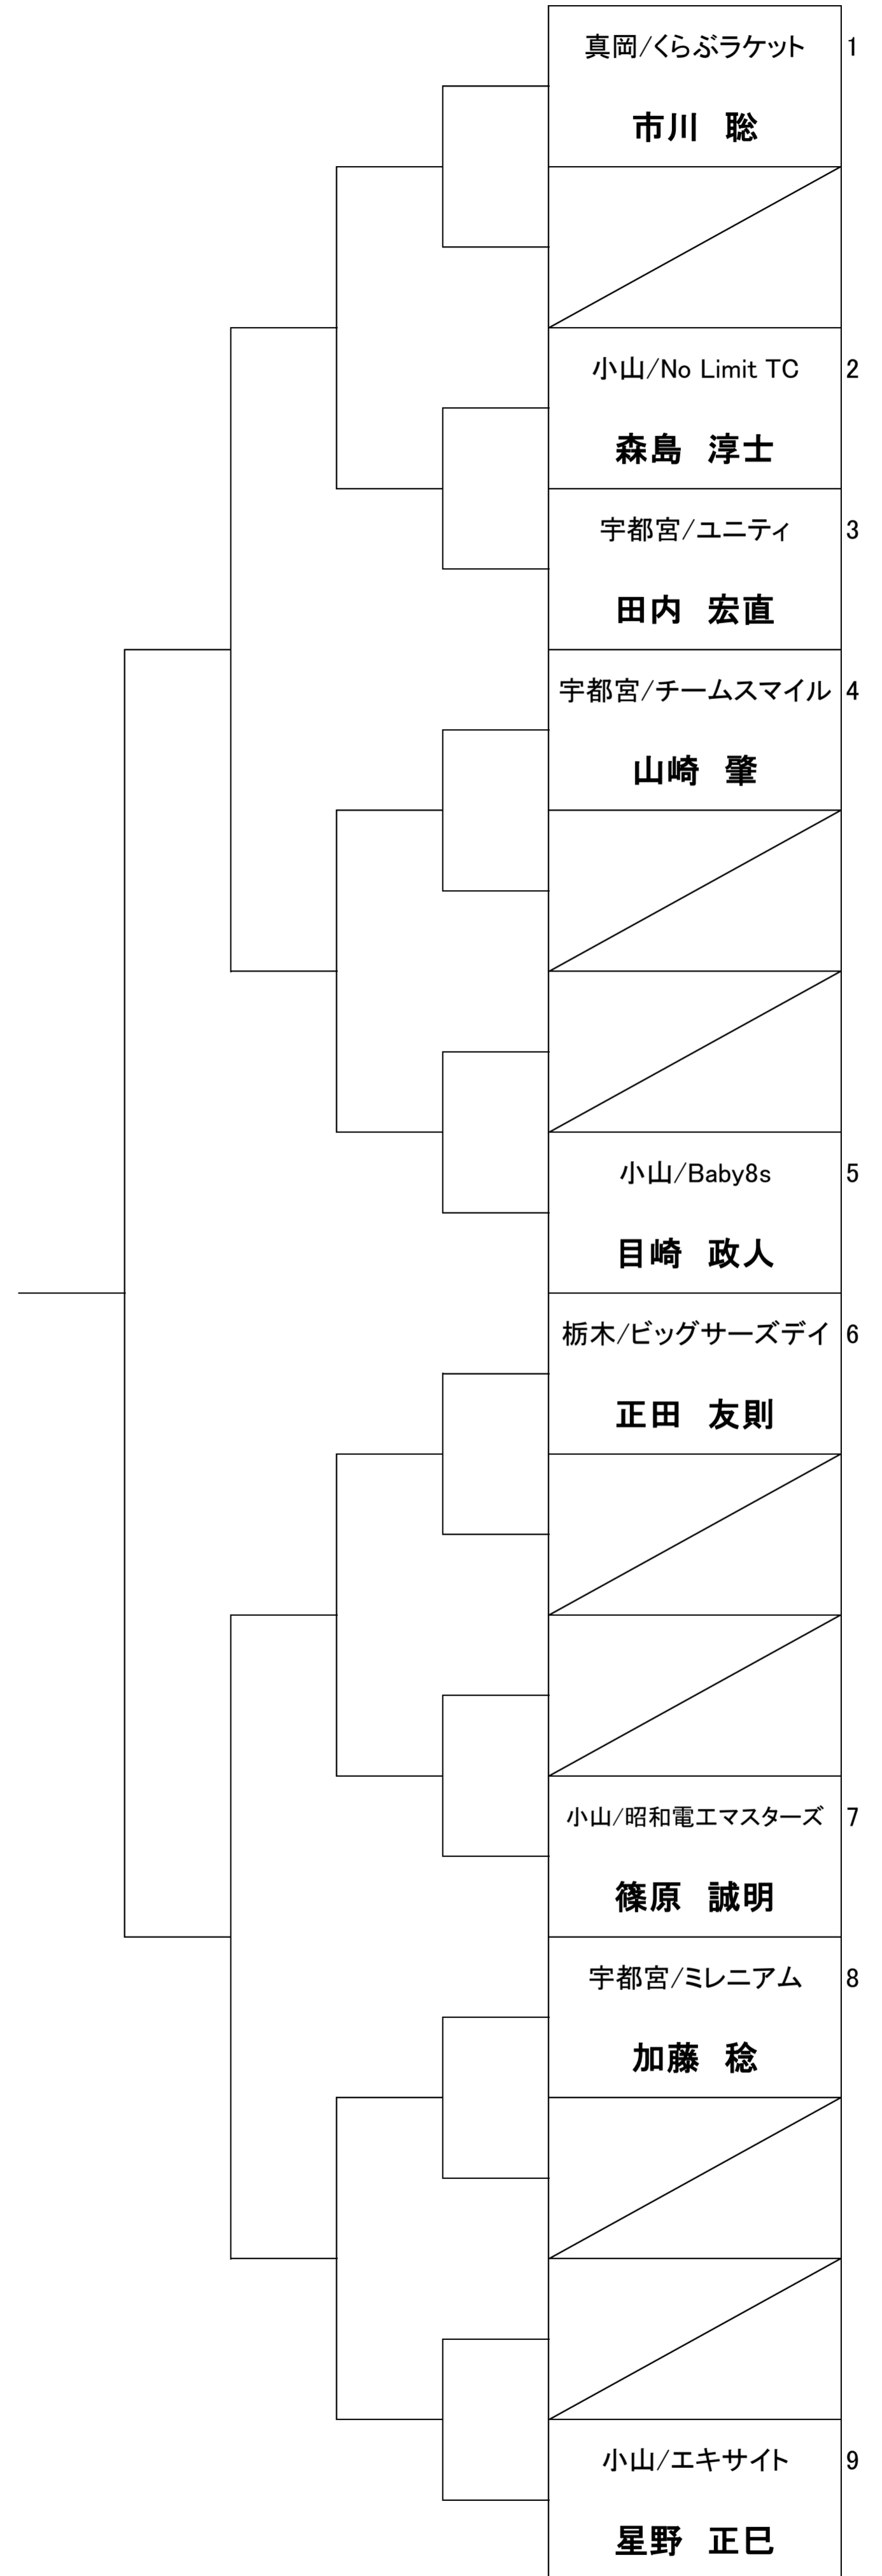 真岡/くらぶラケット 1
市川 聡
小山/No Limit TC 2
森島 淳士
宇都宮/ユニティ 3
田内 宏直
宇都宮/チームスマイル 4
山崎 肇
小山/Baby8s 5
目崎 政人
栃木/ビッグサーズデイ 6
正田 友則
小山/昭和電工マスターズ 7
篠原 誠明
宇都宮/ミレニアム 8
加藤 稔
小山/エキサイト 9
星野 正巳